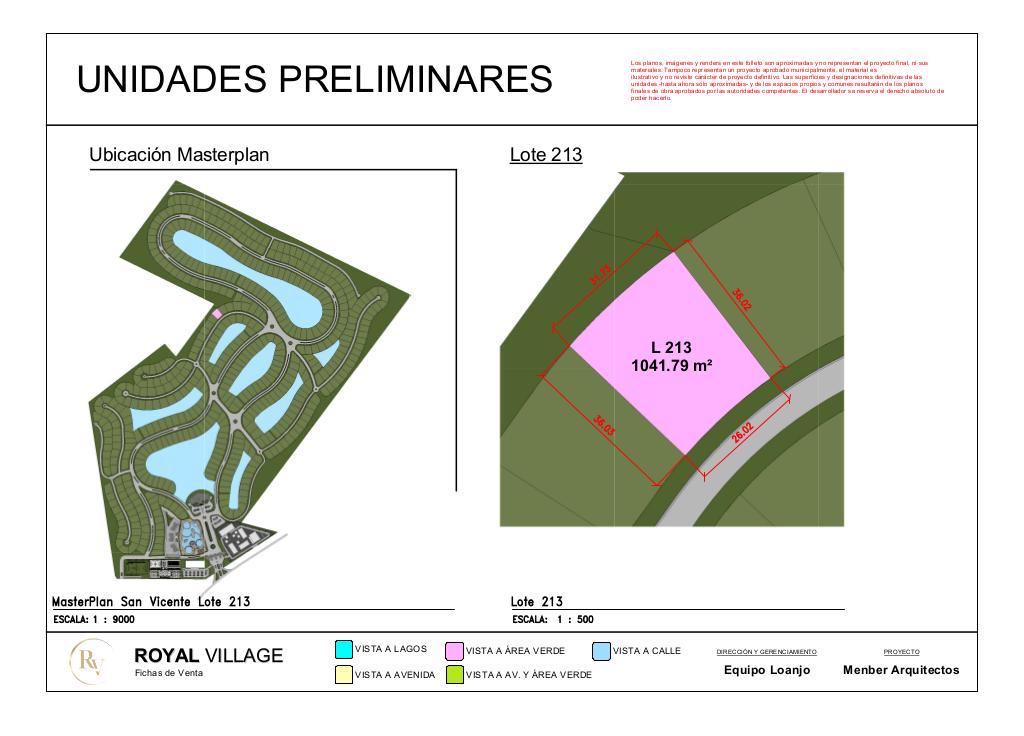 UNIDADES PRELIMINARES
Los planos, imágenes y renders en este folleto son aproximadas y no representan el proyecto final, ni sus
materiales. Tampoco representan un proyecto aprobado municipalmente, el material es
ilustrativo y no reviste carácter de proyecto definitivo. Las superficies y designaciones definitivas de las
unidades -hasta ahora sólo aproximadas- y de los espacios propios y comunes resultarán de los planos
finales de obra aprobados por las autoridades competentes. El desarrollador se reserva el derecho absoluto de
poder hacerlo.
Ubicación Masterplan
Lote 213
31.75
36.02
L 213
1041.79 m²
36.03
26.02
MasterPlan San Vicente Lote 213
ESCALA: 1 : 9000
Lote 213
ESCALA: 1 : 500
RV
ROYAL VILLAGE
Fichas de Venta
VISTA A LAGOS
VISTA A ÁREA VERDE
VISTA A CALLE
VISTA A AVENIDA
VISTA A AV. Y ÁREA VERDE
DIRECCIÓN Y GERENCIAMIENTO
Equipo Loanjo
PROYECTO
Menber Arquitectos